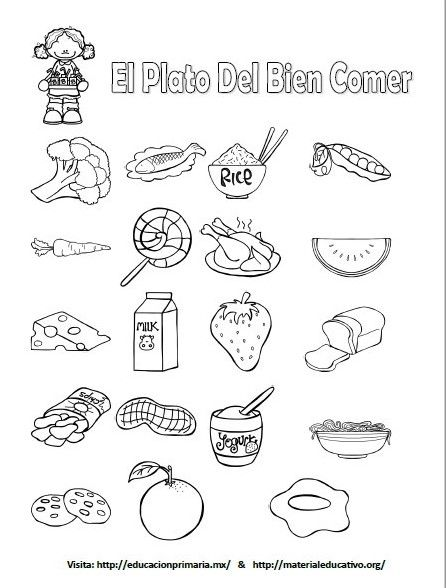 El Plato Del Bien Comer
RICE
MILK
Yogurt
Visita: http://educacionprimaria.mx/ & http://materialeducativo.org/